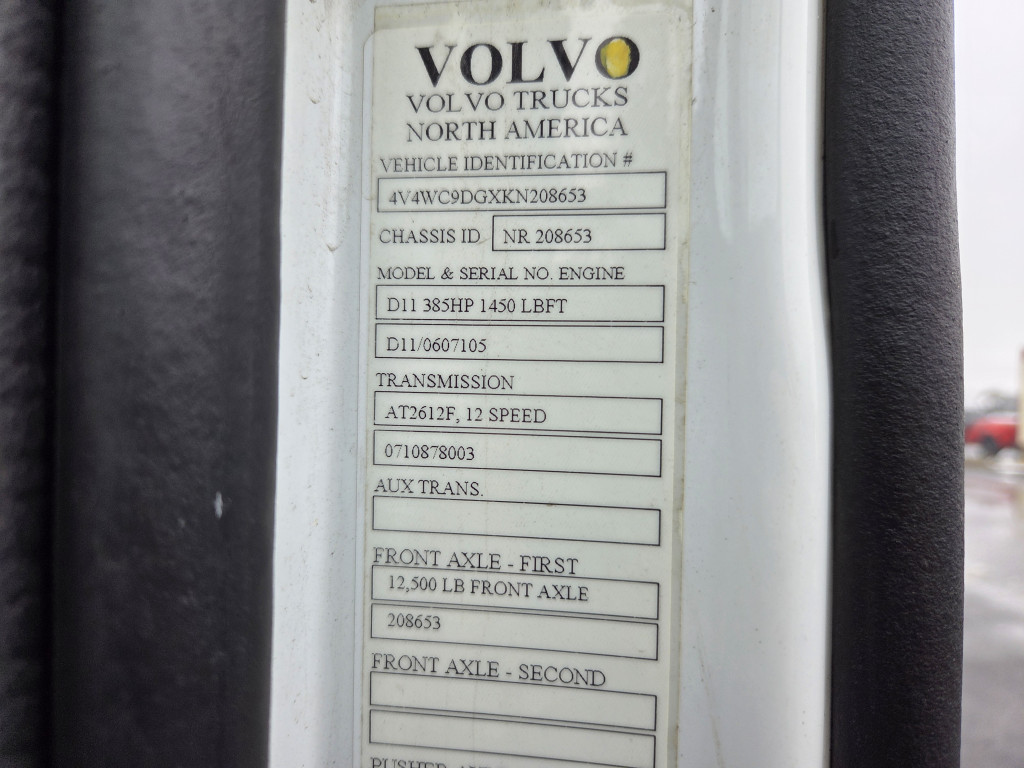 VOLVO
VOLVO TRUCKS
NORTH AMERICA
VEHICLE IDENTIFICATION #
4V4WC9DGXKN208653
CHASSIS ID NR 208653
MODEL & SERIAL NO. ENGINE
D11 385HP 1450 LBFT
D11/0607105
TRANSMISSION
AT2612F, 12 SPEED
0710878003
AUX TRANS.
FRONT AXLE - FIRST
12,500 LB FRONT AXLE
208653
FRONT AXLE - SECOND